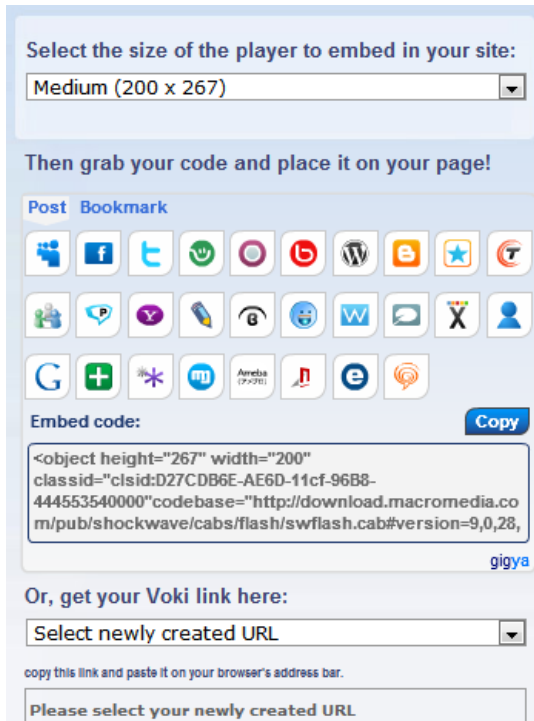 Select the size of the player to embed in your site:
Medium (200 x 267)
Then grab your code and place it on your page!
Post Bookmark
Ameba
Embed code:
Copy
<object height="267" width="200"
classid="clsid:D27CDB6E-AE6D-11cf-96B8-
444553540000"codebase="http://download.macromedia.co
m/pub/shockwave/cabs/flash/swflash.cab#version=9,0,28,
gigya
Or, get your Voki link here:
Select newly created URL
copy this link and paste it on your browser's address bar.
Please select your newly created URL